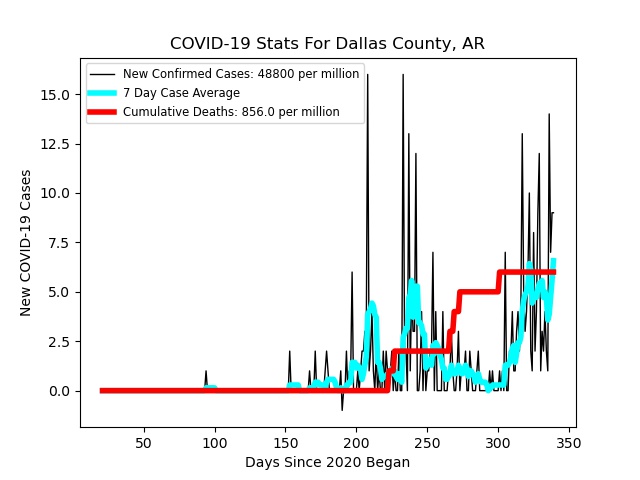 COVID-19 Stats For Dallas County, AR
New Confirmed Cases: 48800 per million
7 Day Case Average
Cumulative Deaths: 856.0 per million
New COVID-19 Cases
15.0
12.5
10.0
7.5
5.0
2.5
0.0
50 100 150 200 250 300 350
Days Since 2020 Began